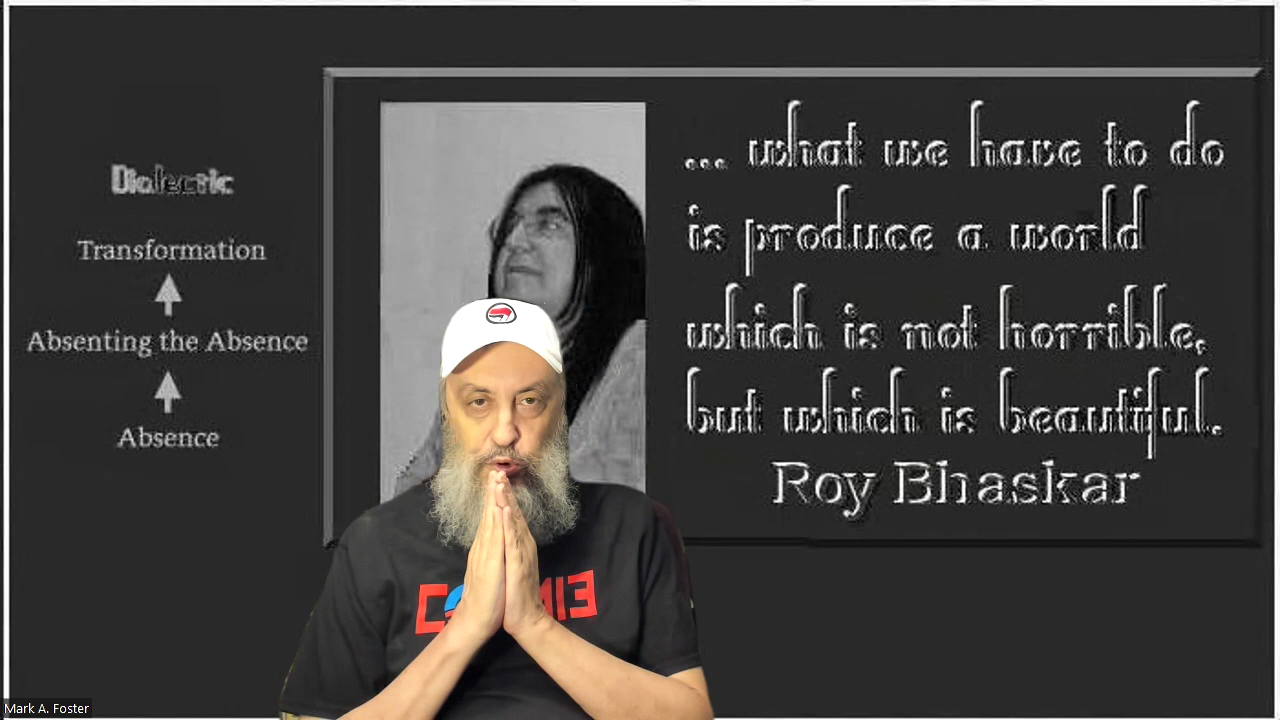 Dialectic
Transformation
Absenting the Absence
Absence
... what we have to do
is produce a world
which is not horrible,
but which is beautiful.
Roy Bhaskar
Mark A. Foster